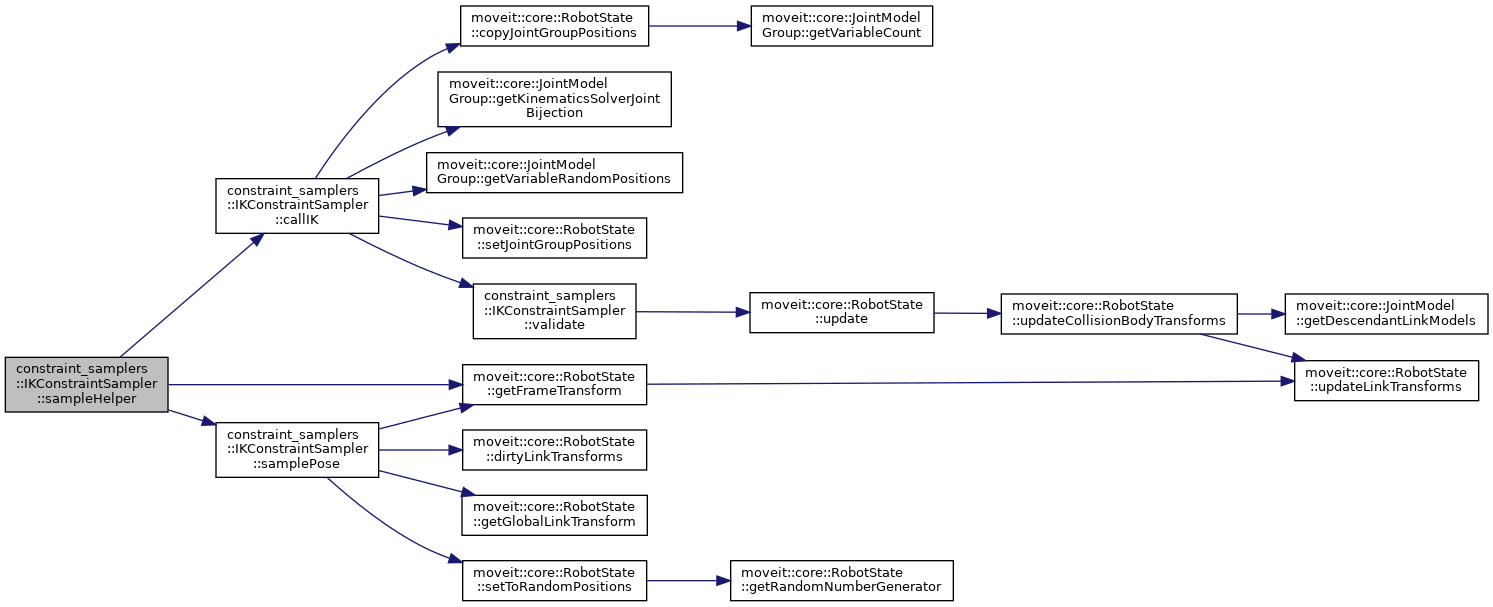 moveit::core::RobotState
::copyJointGroupPositions
moveit::core::JointModel
Group::getVariableCount
moveit::core::JointModel
Group::getKinematicsSolverJoint
Bijection
moveit::core::JointModel
Group::getVariableRandomPositions
constraint_samplers
::IKConstraintSampler
::callIK
moveit::core::RobotState
::setJointGroupPositions
constraint_samplers
::IKConstraintSampler
::validate
moveit::core::RobotState
::update
moveit::core::RobotState
::updateCollisionBodyTransforms
moveit::core::JointModel
::getDescendantLinkModels
constraint_samplers
::IKConstraintSampler
::sampleHelper
moveit::core::RobotState
::getFrameTransform
moveit::core::RobotState
::updateLinkTransforms
constraint_samplers
::IKConstraintSampler
::samplePose
moveit::core::RobotState
::dirtyLinkTransforms
moveit::core::RobotState
::getGlobalLinkTransform
moveit::core::RobotState
::setToRandomPositions
moveit::core::RobotState
::getRandomNumberGenerator